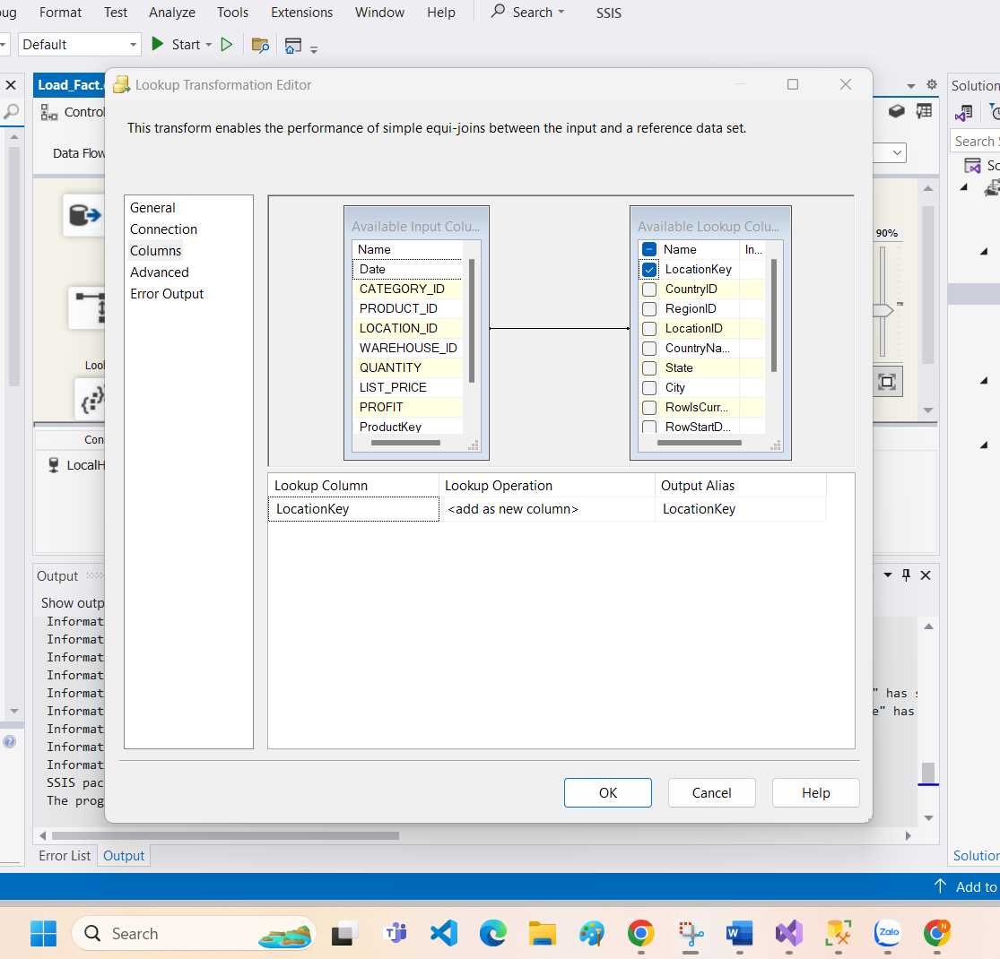 ug Format Test Analyze Tools Extensions Window Help Search SSIS
Default Start
Load_Fact. Lookup Transformation Editor Solution
Contro
This transform enables the performance of simple equi-joins between the input and a reference data set.
Search S
Data Flow
So
General
Connection
Columns
Advanced
Error Output
Available Input Colu...
Name
Date
CATEGORY_ID
PRODUCT_ID
LOCATION_ID
WAREHOUSE_ID
QUANTITY
LIST_PRICE
PROFIT
ProductKey
Available Lookup Colu...
Name In...
LocationKey
CountryID
RegionID
LocationID
CountryNa...
State
City
RowIsCurr...
RowStartD...
90%
Loo
Con
LocalH
Lookup Column Lookup Operation Output Alias
LocationKey <add as new column> LocationKey
Output
Show outp
Informat
Informat
Informat
Informat
Informat " has s
Informat e" has
Informat
Informat
Informat
SSIS pac
The prog
OK Cancel Help
Error List Output Solution
Add to
Search Zalo N